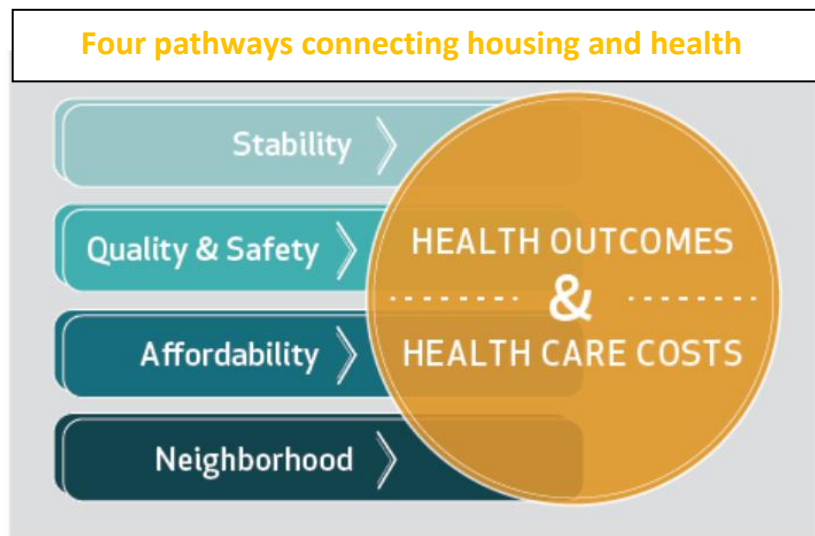 Four pathways connecting housing and health
Stability
Quality & Safety
Affordability
Neighborhood
HEALTH OUTCOMES
&
HEALTH CARE COSTS